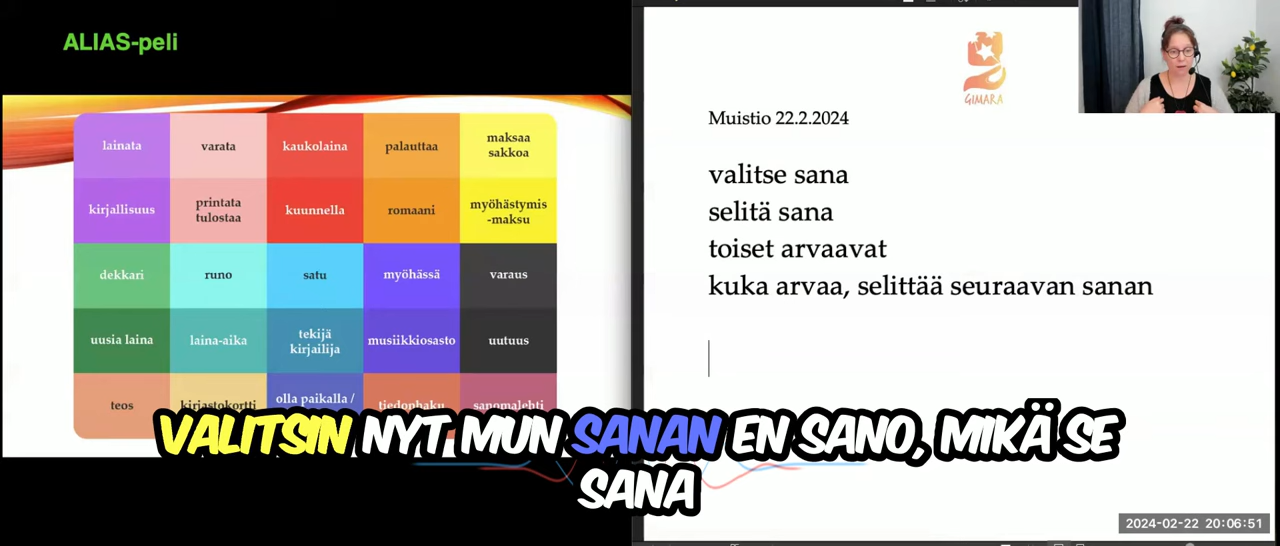 ALIAS-peli
lainata
varata
kaukolaina
palauttaa
maksaa
sakkoa
kirjallisuus
printata
tulostaa
kuunnella
romaani
myöhästymis
-maksu
dekkari
runo
satu
myöhässä
varaus
uusia laina
laina-aika
tekijä
kirjailija
musiikkiosasto
uutuus
teos
kirjastokortti
olla paikalla /
tiedonhaku
sanomalehti
GIMARA
Muistio 22.2.2024
valitse sana
selitä sana
toiset arvaavat
kuka arvaa, selittää seuraavan sanan
VALITSIN NYT MUN SANAN EN SANO, MIKÄ SE
SANA
2024-02-22 20:06:51